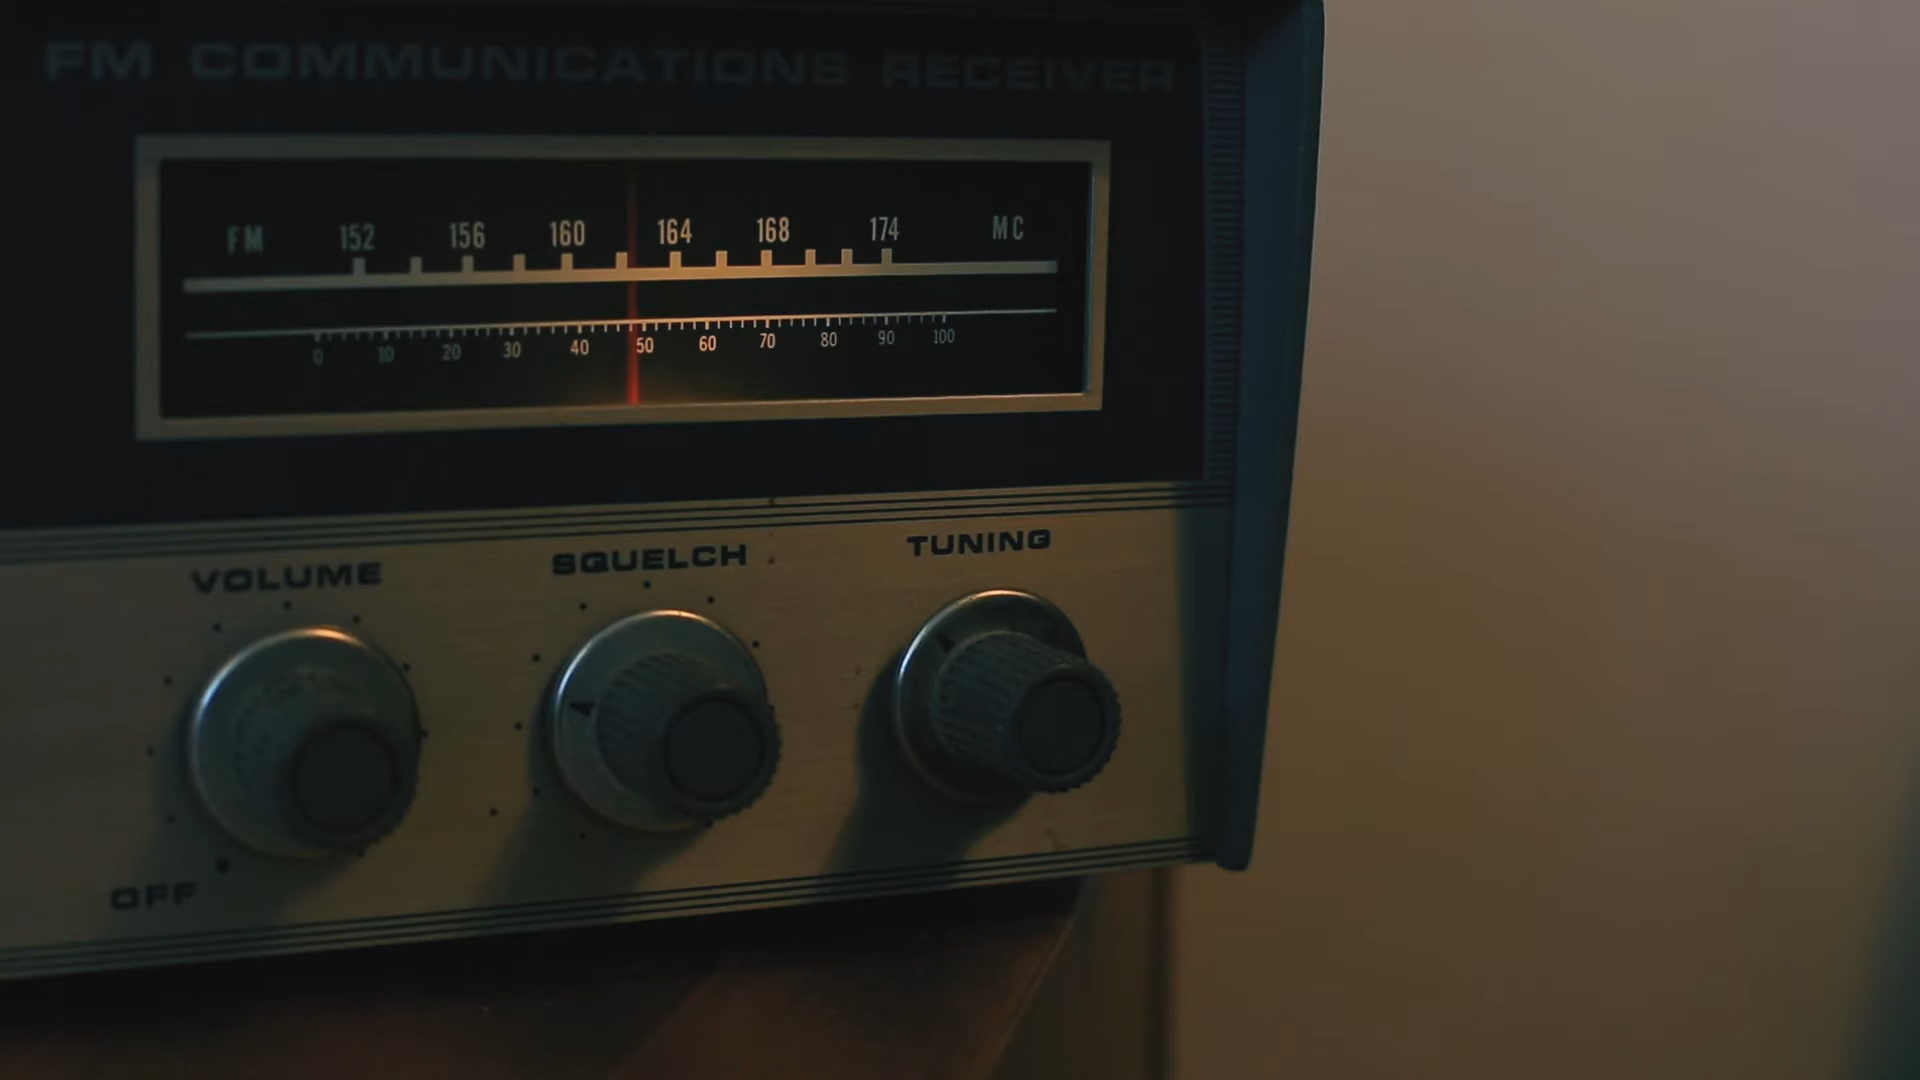 FM COMMUNICATIONS RECEIVER
FM 152 156 160 164 168 174 MC
0 10 20 30 40 50 60 70 80 90 100
VOLUME SQUELCH TUNING
OFF